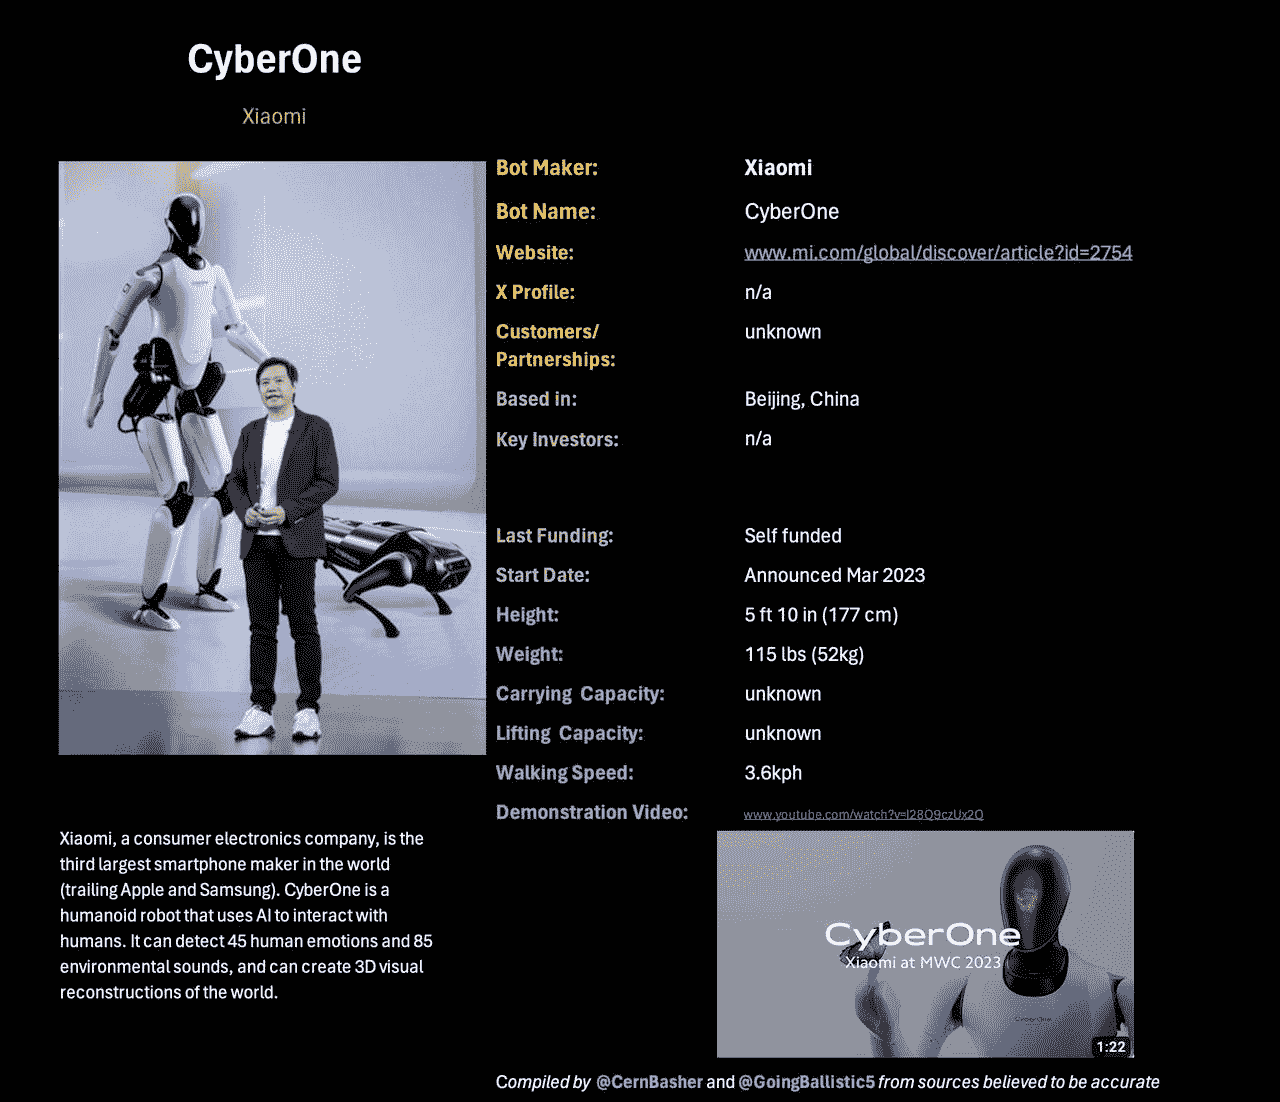 CyberOne
Xiaomi
Bot Maker: Xiaomi
Bot Name: CyberOne
Website: www.mi.com/global/discover/article?id=2754
X Profile: n/a
Customers/ unknown
Partnerships:
Based in: Beijing, China
Key Investors: n/a
Last Funding: Self funded
Start Date: Announced Mar 2023
Height: 5 ft 10 in (177 cm)
Weight: 115 lbs (52kg)
Carrying Capacity: unknown
Lifting Capacity: unknown
Walking Speed: 3.6kph
Demonstration Video: www.youtube.com/watch?v=I28Q9czUx2Q
Xiaomi, a consumer electronics company, is the
third largest smartphone maker in the world
(trailing Apple and Samsung). CyberOne is a
humanoid robot that uses AI to interact with
humans. It can detect 45 human emotions and 85
environmental sounds, and can create 3D visual
reconstructions of the world.
CyberOne
Xiaomi at MWC 2023
CyberOne
1:22
Compiled by @CernBasher and @GoingBallistic5 from sources believed to be accurate